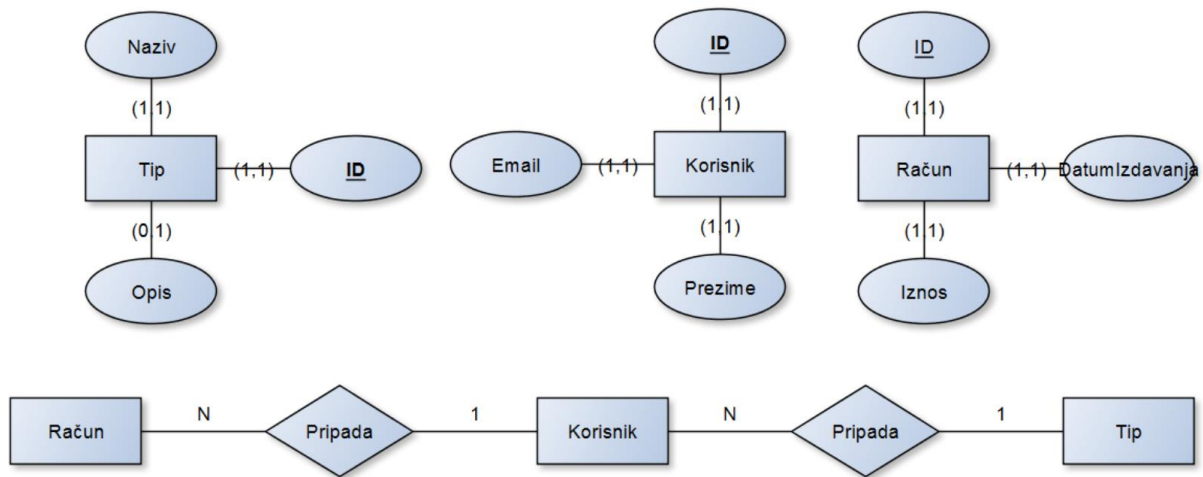 Naziv
(1,1)
Tip
(1,1)
ID
(0,1)
Opis
ID
(1,1)
Email
(1,1)
Korisnik
(1,1)
Prezime
ID
(1,1)
Račun
(1,1)
DatumIzdavanja
(1,1)
Iznos
Račun
N
Pripada
1
Korisnik
N
Pripada
1
Tip